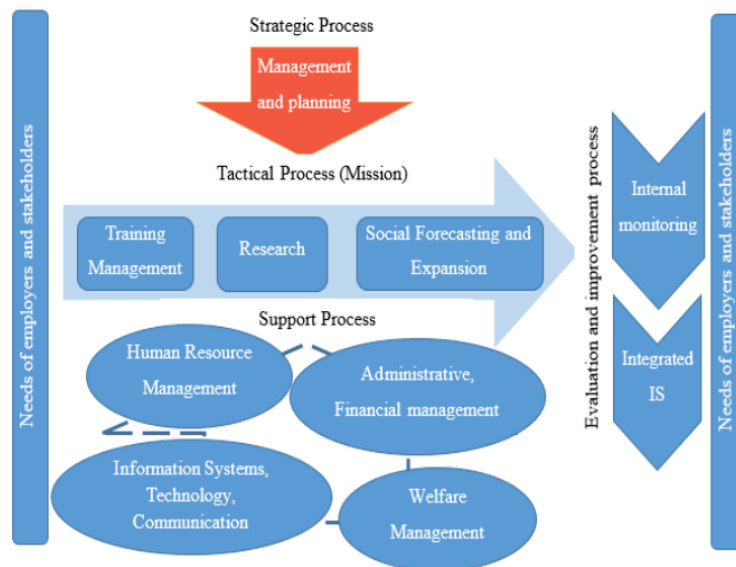 Needs of employers and stakeholders
Strategic Process
Management
and planning
Tactical Process (Mission)
Training
Management
Research
Social Forecasting and
Expansion
Support Process
Human Resource
Management
Administrative,
Financial management
Information Systems,
Technology,
Communication
Welfare
Management
Evaluation and improvement process
Internal
monitoring
Integrated
IS
Needs of employers and stakeholders